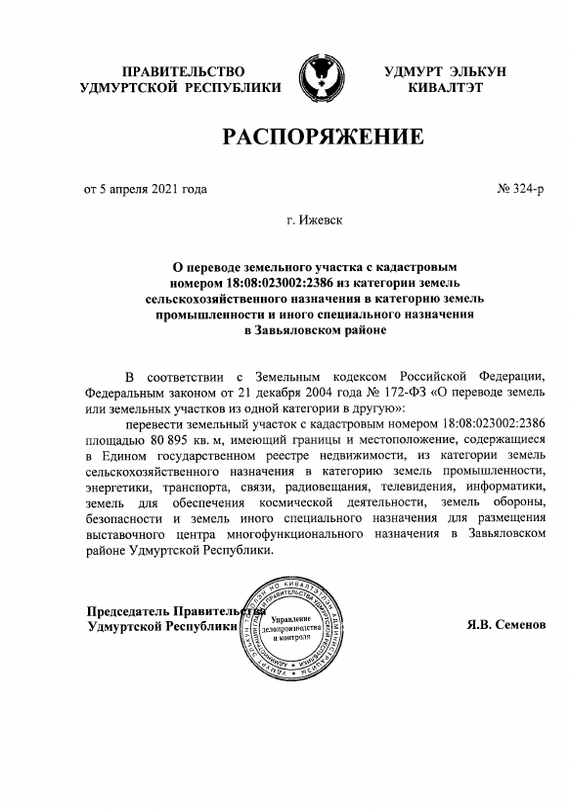 ПРАВИТЕЛЬСТВО
УДМУРТСКОЙ РЕСПУБЛИКИ
УДМУРТ ЭЛЬКУН
КИВАЛТЭТ
РАСПОРЯЖЕНИЕ
от 5 апреля 2021 года
№ 324-р
г. Ижевск
О переводе земельного участка с кадастровым
номером 18:08:023002:2386 из категории земель
сельскохозяйственного назначения в категорию земель
промышленности и иного специального назначения
в Завьяловском районе
В соответствии с Земельным кодексом Российской Федерации,
Федеральным законом от 21 декабря 2004 года № 172-ФЗ «О переводе земель
или земельных участков из одной категории в другую»:
перевести земельный участок с кадастровым номером 18:08:023002:2386
площадью 80 895 кв. м, имеющий границы и местоположение, содержащиеся
в Едином государственном реестре недвижимости, из категории земель
сельскохозяйственного назначения в категорию земель промышленности,
энергетики, транспорта, связи, радиовещания, телевидения, информатики,
земель для обеспечения космической деятельности, земель обороны,
безопасности и земель иного специального назначения для размещения
выставочного центра многофункционального назначения в Завьяловском
районе Удмуртской Республики.
Председатель Правительства
Удмуртской Республики
Я.В. Семенов
Управление
делопроизводства
и контроля